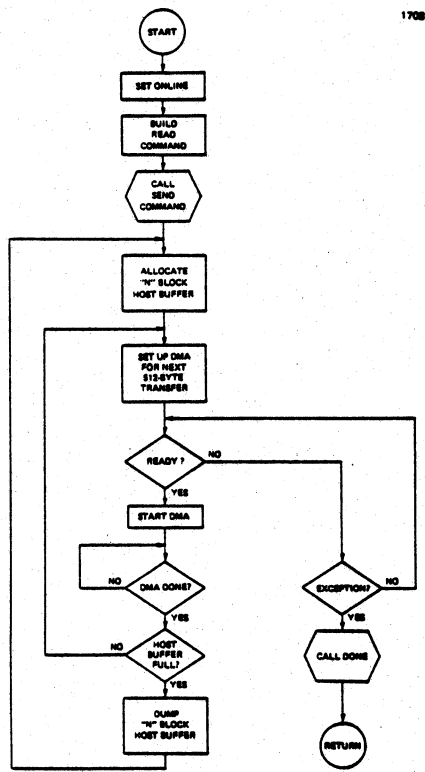 170B
START
SET ONLINE
BUILD
READ
COMMAND
CALL
SEND
COMMAND
ALLOCATE
"N" BLOCK
HOST BUFFER
SET UP DMA
FOR NEXT
512-BYTE
TRANSFER
READY?
NO
YES
START DMA
DMA DONE?
NO
YES
EXCEPTION?
NO
YES
HOST
BUFFER
FULL?
NO
YES
CALL DONE
DUMP
"N" BLOCK
HOST BUFFER
RETURN